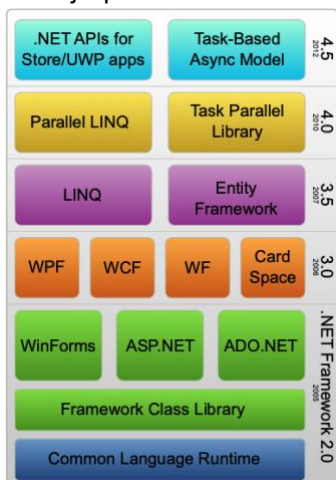 .NET APIs for
Store/UWP apps
Task-Based
Async Model
4.5
2012
Parallel LINQ
Task Parallel
Library
4.0
2010
LINQ
Entity
Framework
3.5
2007
WPF
WCF
WF
Card
Space
3.0
2006
WinForms
ASP.NET
ADO.NET
.NET Framework 2.0
2005
Framework Class Library
Common Language Runtime